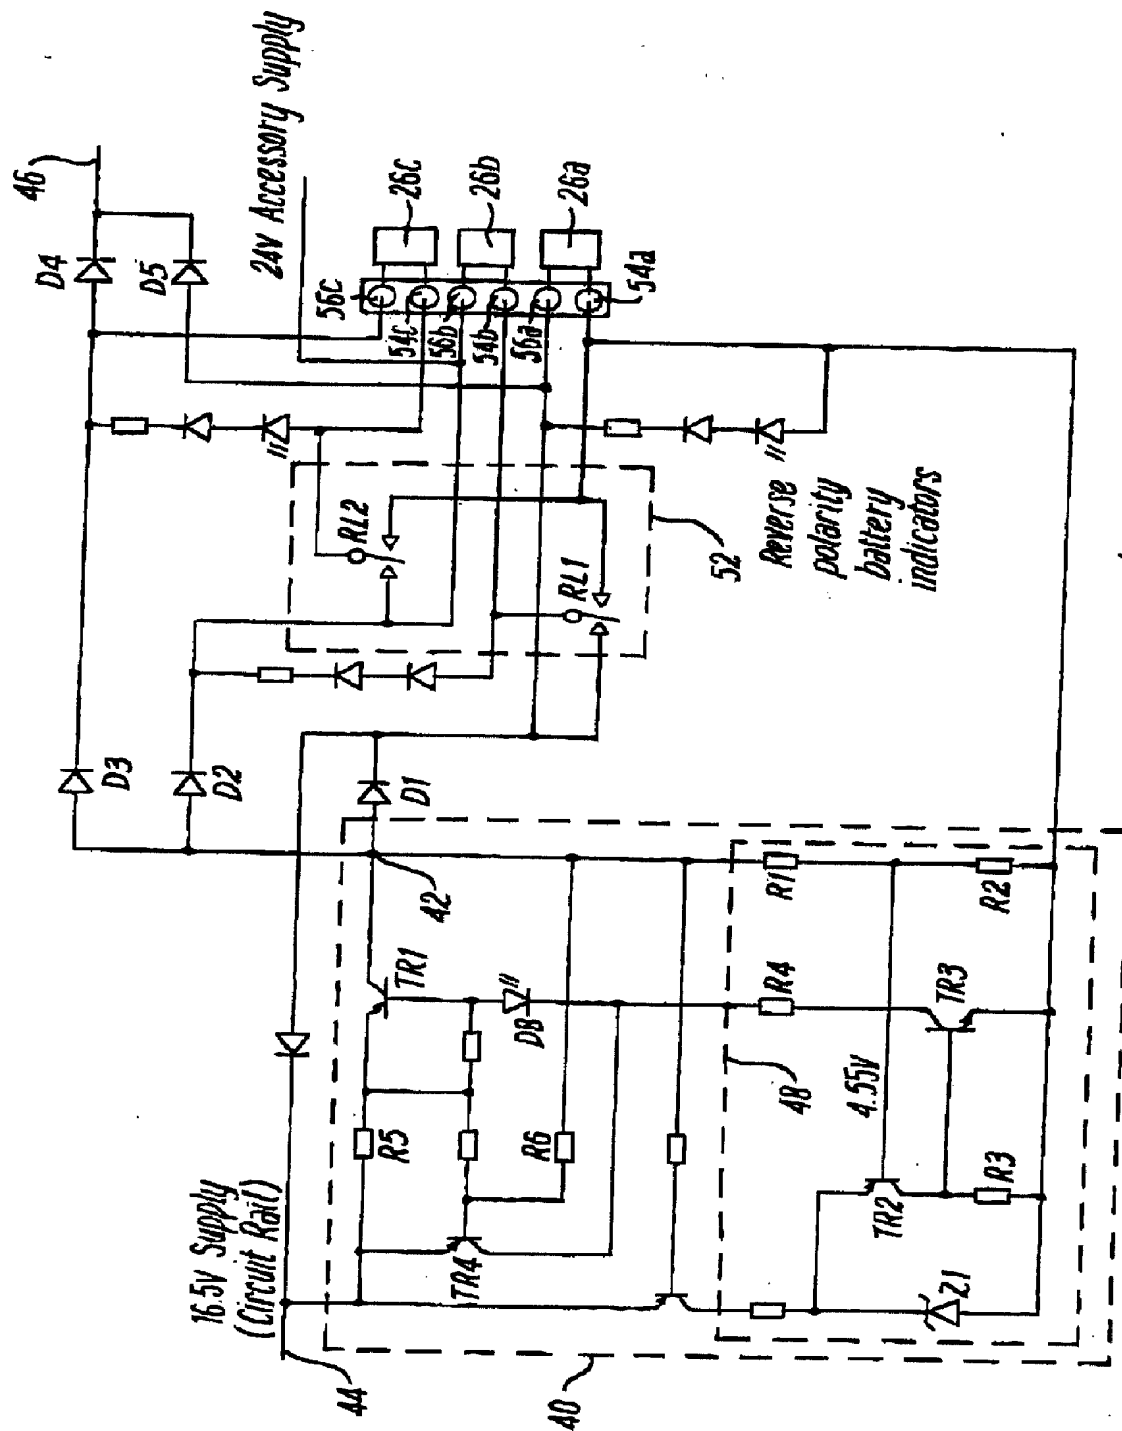 46
D4
D5
24V Accessory Supply
56c
54c
56b
54b
56a
54a
26c
26b
26a
RL2
RL1
52
Reverse
polarity
battery
indicators
D3
D2
D1
42
R1
R2
TR1
D8
R4
TR3
48
4.55V
R5
R6
TR4
TR2
R3
Z1
16.5V Supply
(Circuit Rail)
44
40